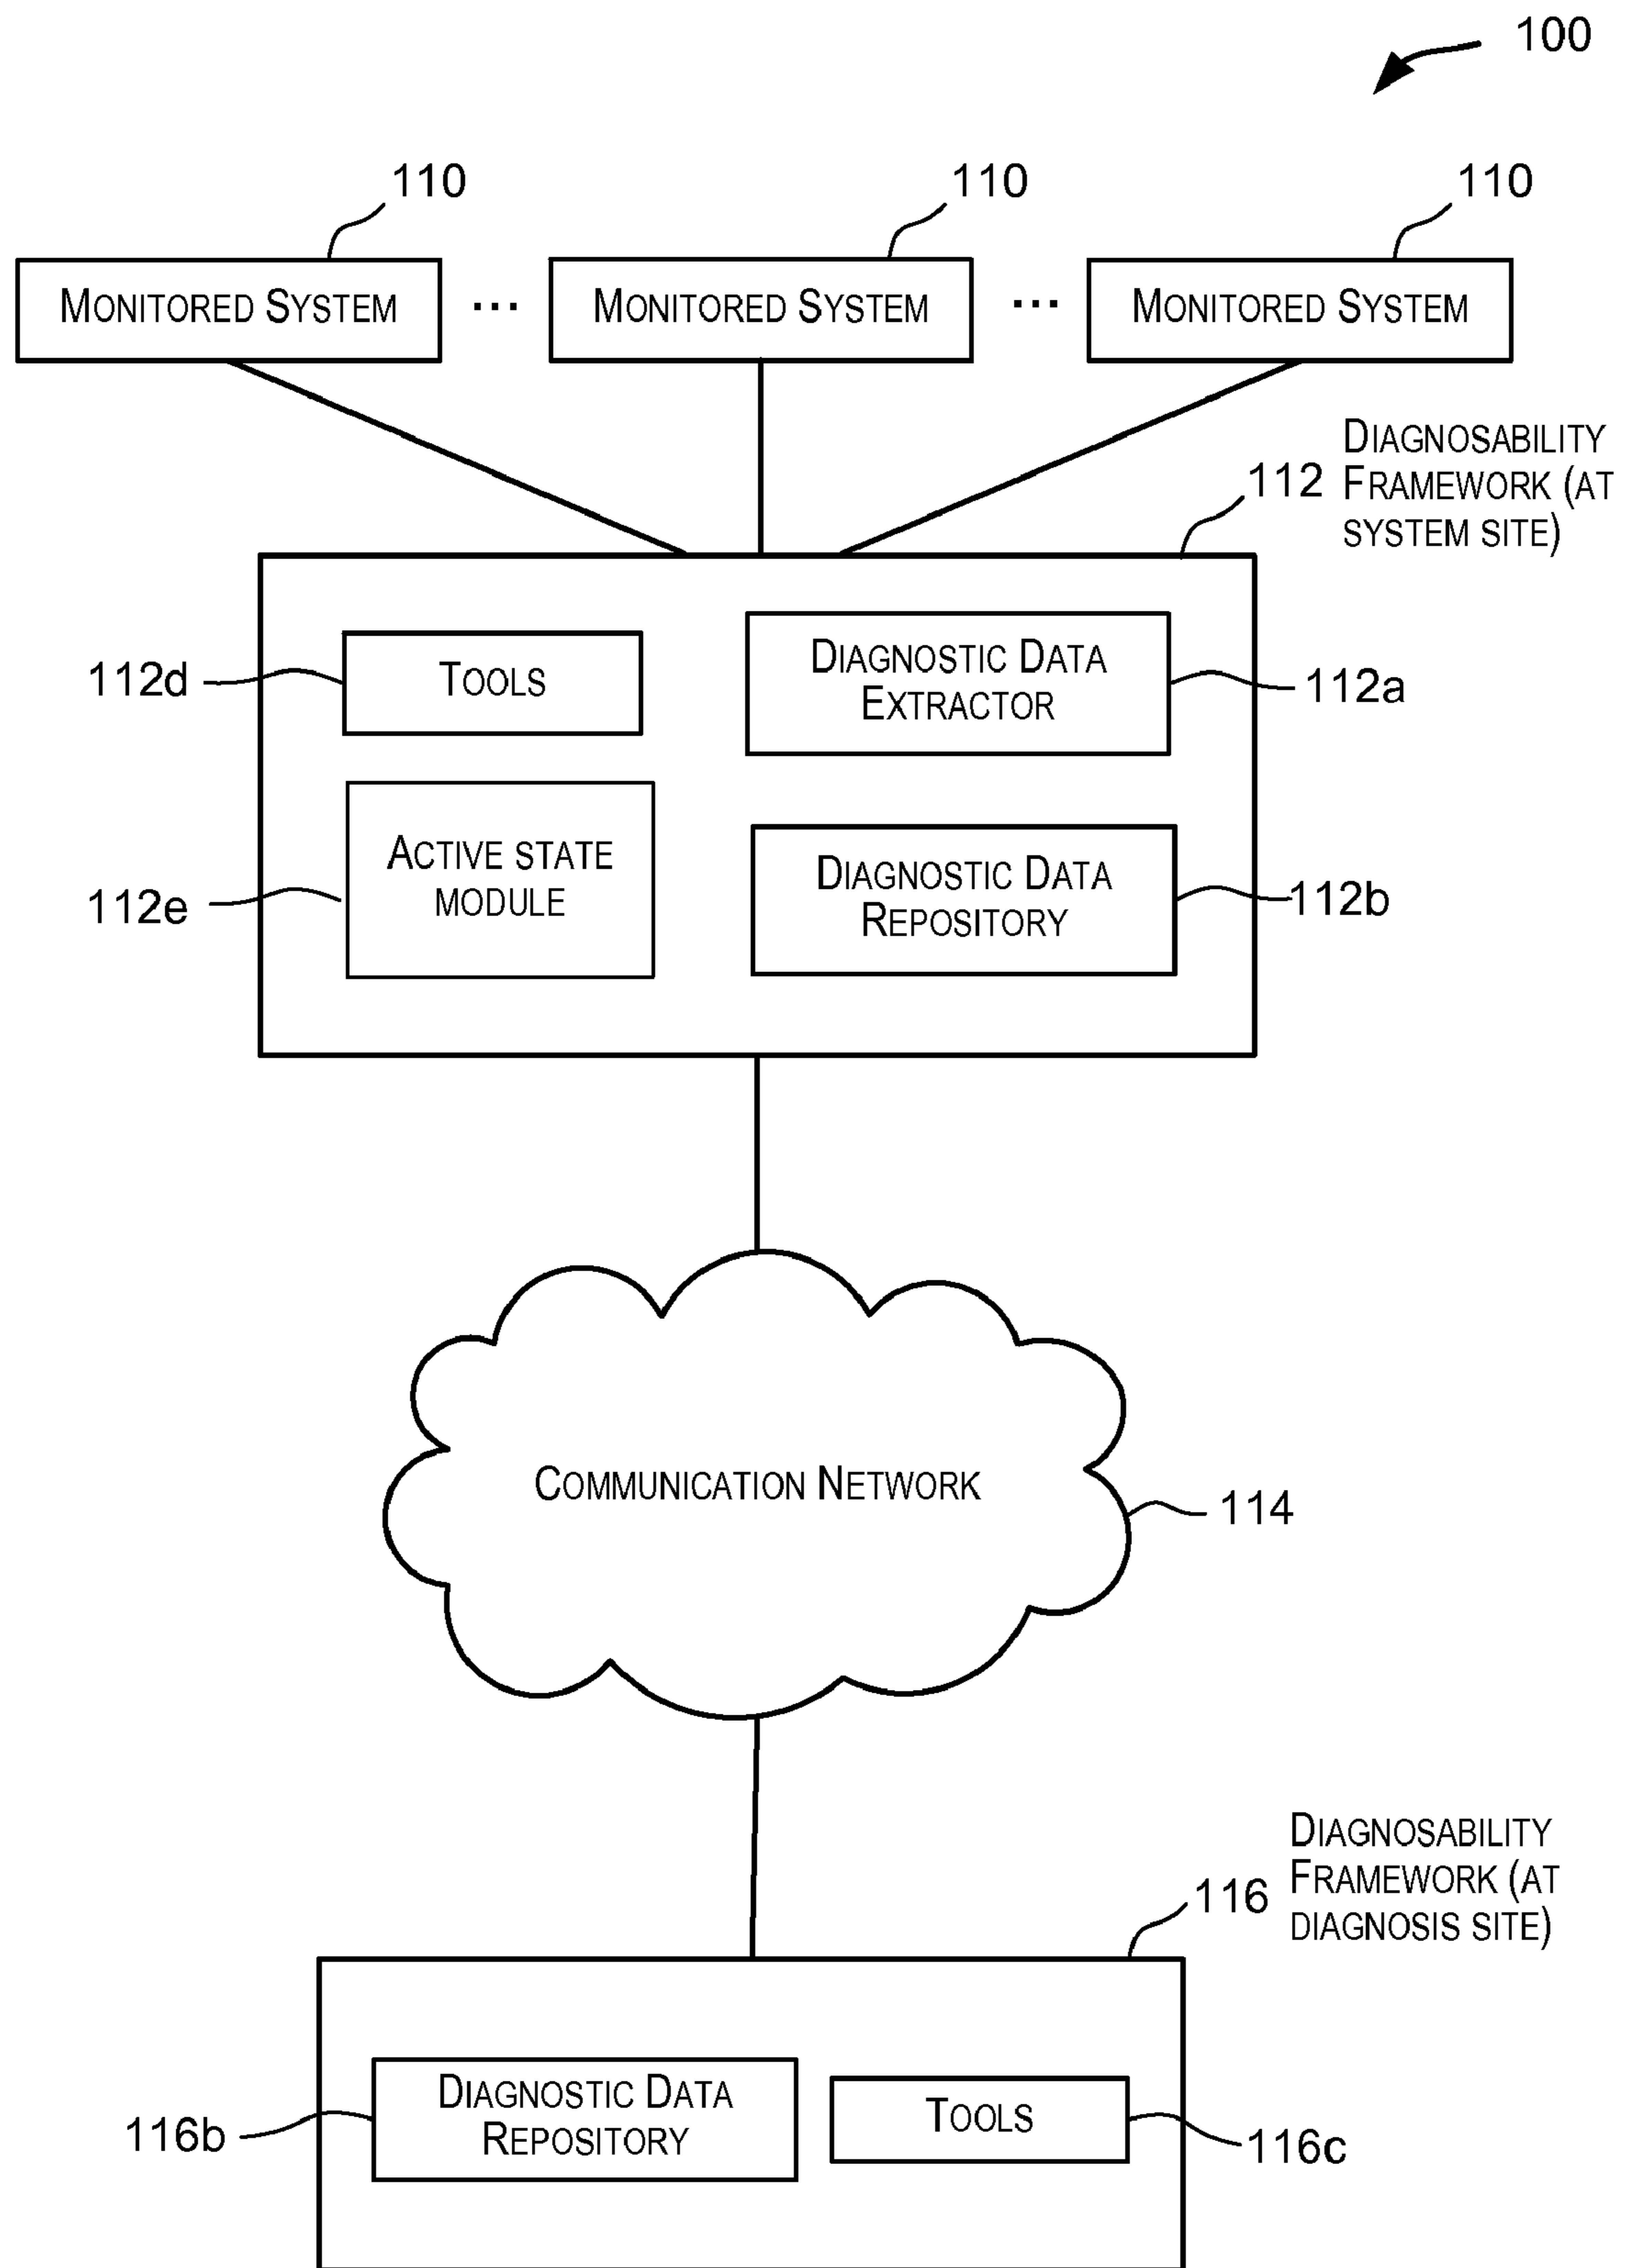 100
110
110
110
Monitored System
...
Monitored System
...
Monitored System
Diagnosability
112 Framework (at
system site)
112d
Tools
Diagnostic Data
Extractor
112a
112e
Active state
module
Diagnostic Data
Repository
112b
Communication Network
114
Diagnosability
116 Framework (at
diagnosis site)
116b
Diagnostic Data
Repository
Tools
116c